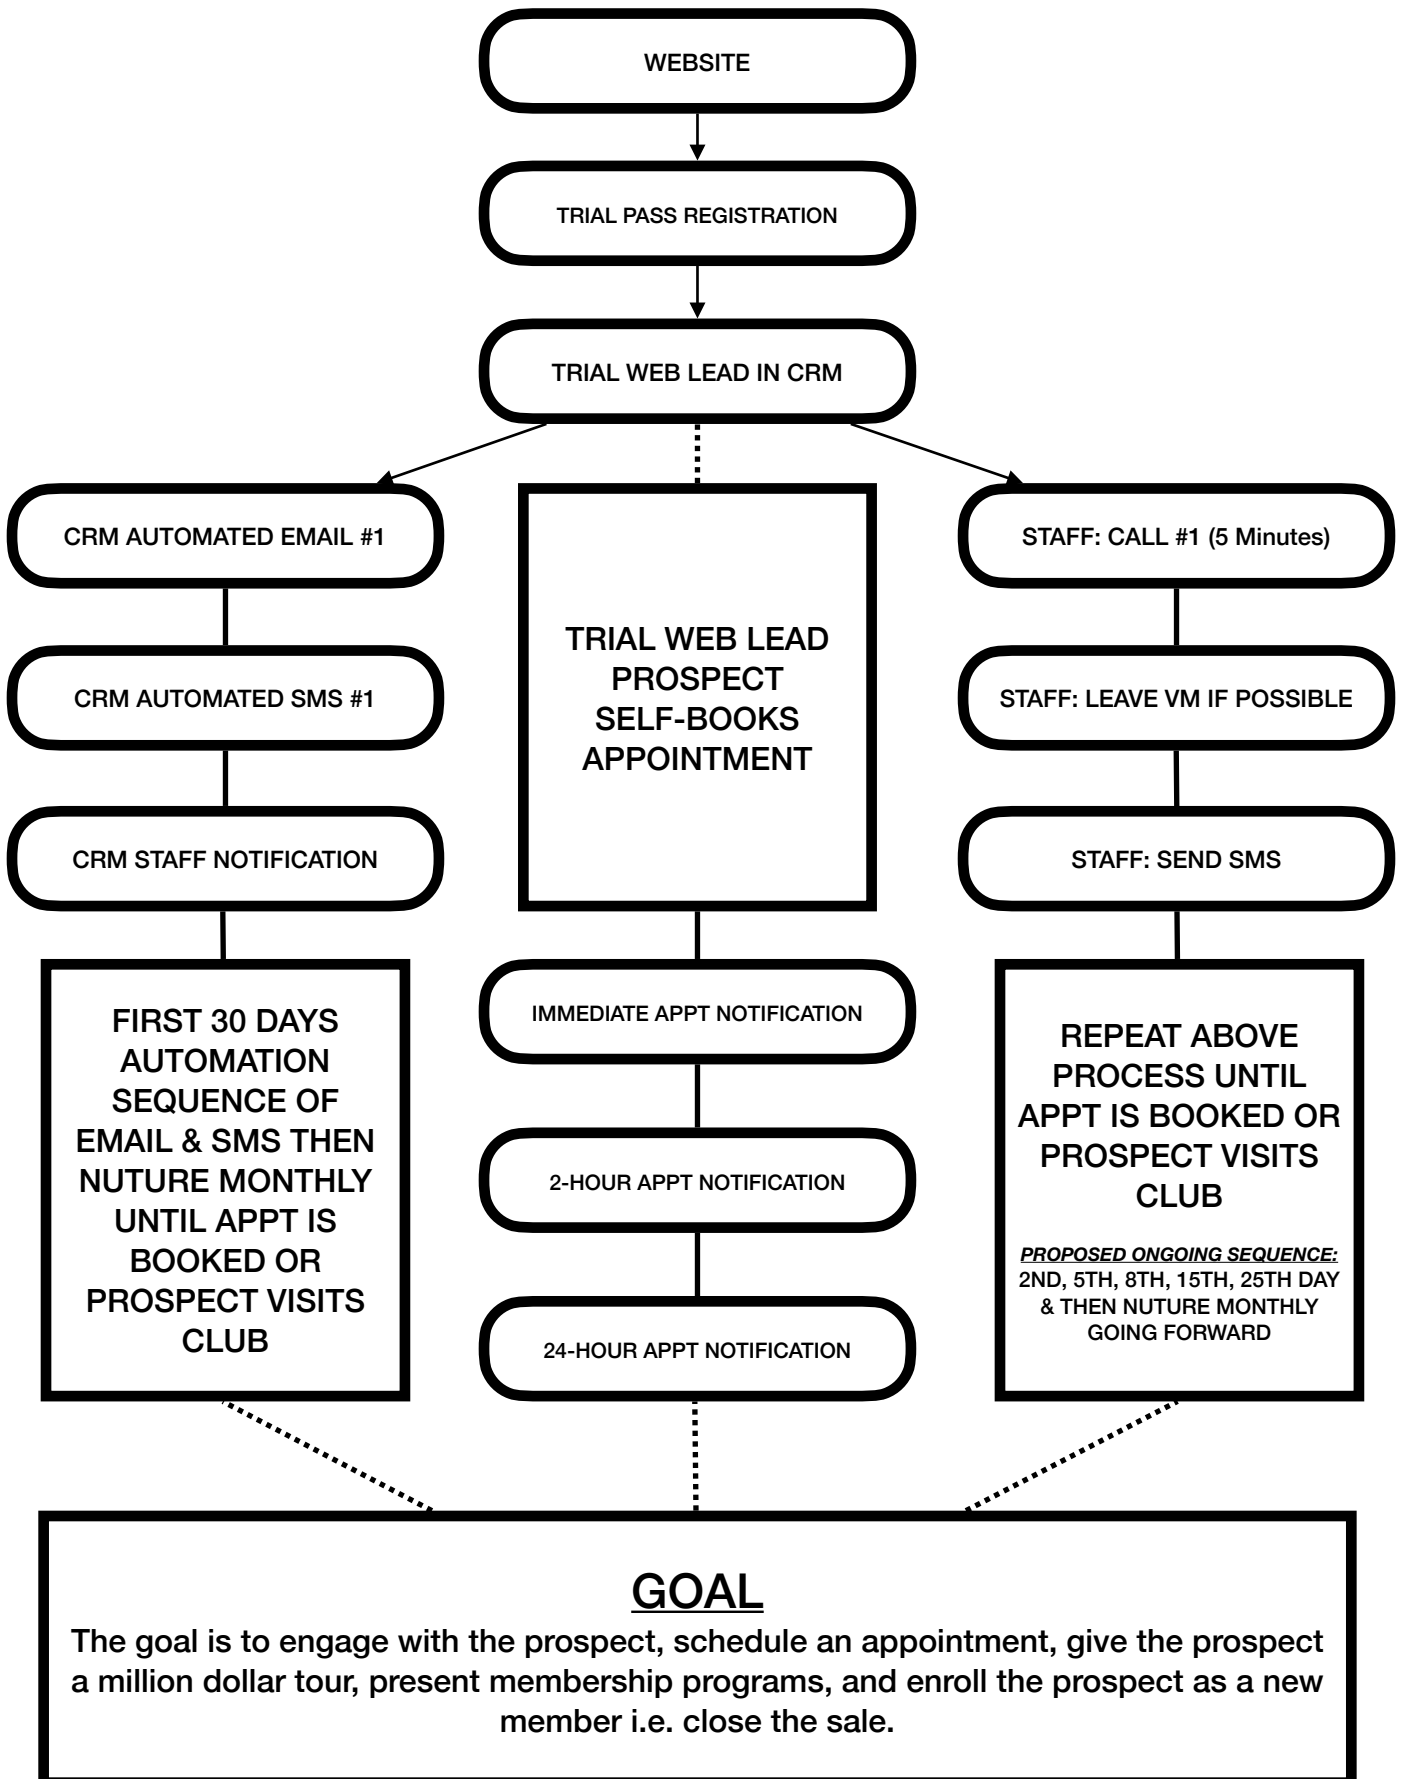 WEBSITE
TRIAL PASS REGISTRATION
TRIAL WEB LEAD IN CRM
CRM AUTOMATED EMAIL #1
CRM AUTOMATED SMS #1
CRM STAFF NOTIFICATION
FIRST 30 DAYS
AUTOMATION
SEQUENCE OF
EMAIL & SMS THEN
NUTURE MONTHLY
UNTIL APPT IS
BOOKED OR
PROSPECT VISITS
CLUB
TRIAL WEB LEAD
PROSPECT
SELF-BOOKS
APPOINTMENT
IMMEDIATE APPT NOTIFICATION
2-HOUR APPT NOTIFICATION
24-HOUR APPT NOTIFICATION
STAFF: CALL #1 (5 Minutes)
STAFF: LEAVE VM IF POSSIBLE
STAFF: SEND SMS
REPEAT ABOVE
PROCESS UNTIL
APPT IS BOOKED OR
PROSPECT VISITS
CLUB
PROPOSED ONGOING SEQUENCE:
2ND, 5TH, 8TH, 15TH, 25TH DAY
& THEN NUTURE MONTHLY
GOING FORWARD
GOAL
The goal is to engage with the prospect, schedule an appointment, give the prospect
a million dollar tour, present membership programs, and enroll the prospect as a new
member i.e. close the sale.